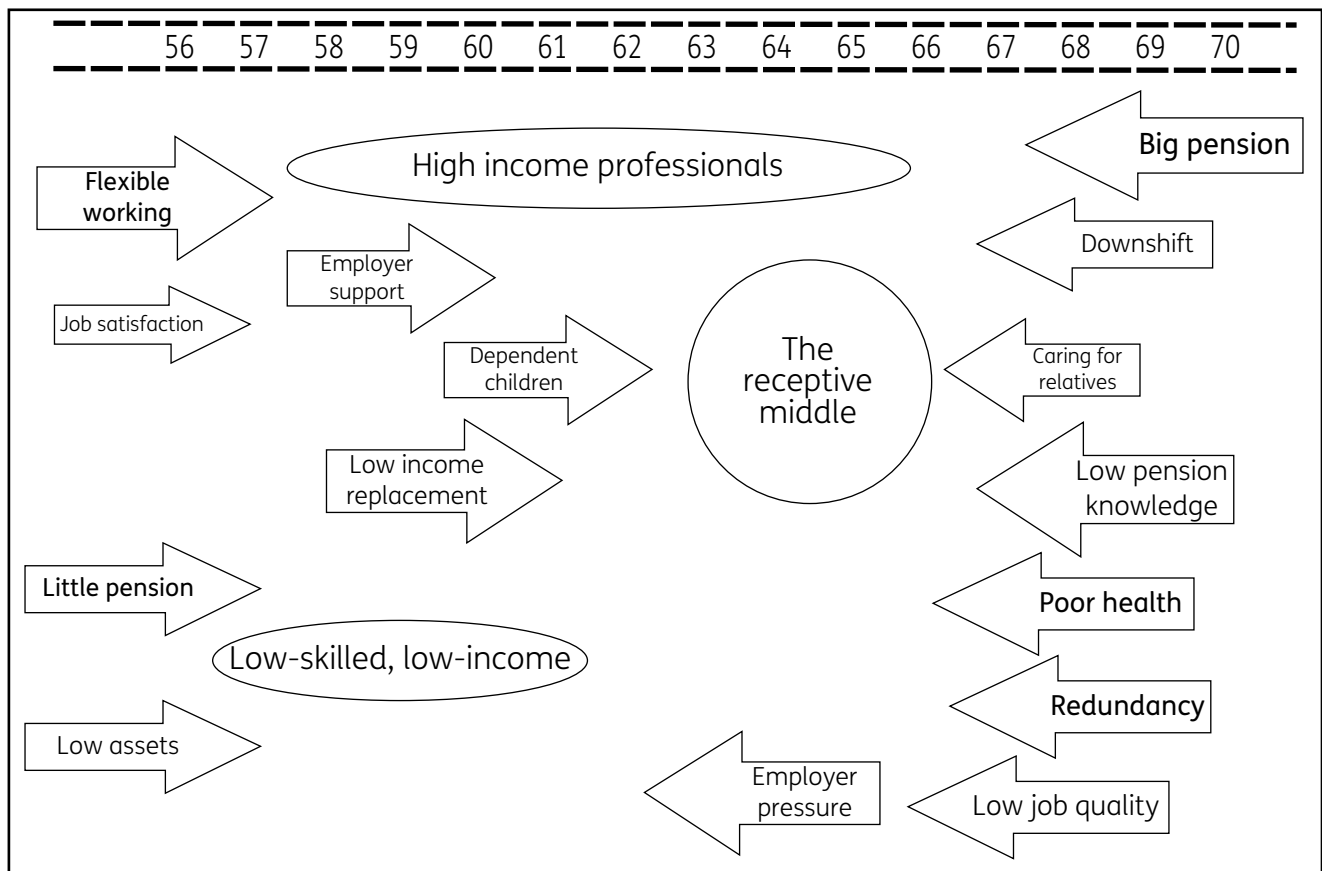 56 57 58 59 60 61 62 63 64 65 66 67 68 69 70
Big pension
High income professionals
Flexible
working
Downshift
Employer
support
Job satisfaction
Dependent
children
The
receptive
middle
Caring for
relatives
Low income
replacement
Low pension
knowledge
Little pension
Poor health
Low-skilled, low-income
Redundancy
Low assets
Employer
pressure
Low job quality